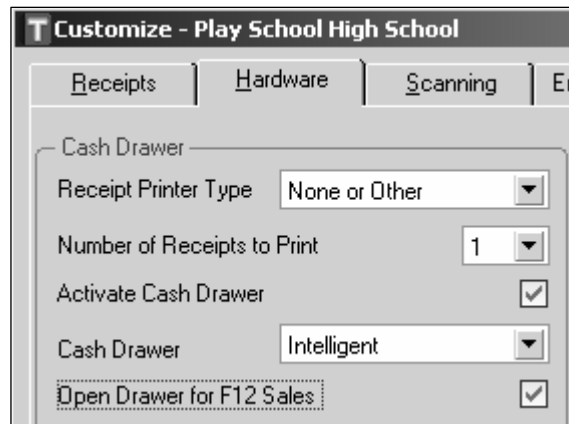 T Customize - Play School High School
Receipts Hardware Scanning
Cash Drawer
Receipt Printer Type None or Other
Number of Receipts to Print 1
Activate Cash Drawer
Cash Drawer Intelligent
Open Drawer for F12 Sales